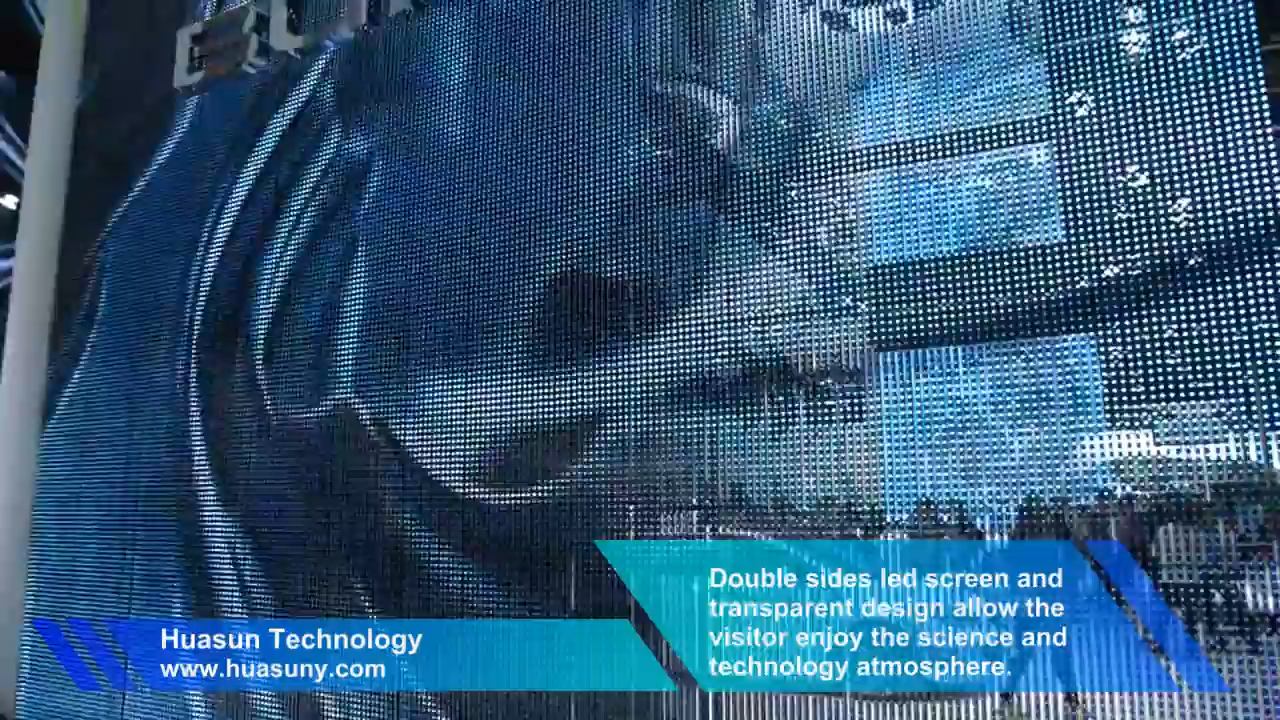 Huasun Technology
www.huasuny.com
Double sides led screen and
transparent design allow the
visitor enjoy the science and
technology atmosphere.